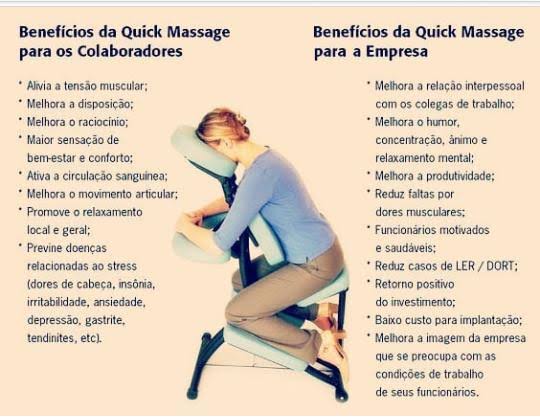 Benefícios da Quick Massage
para os Colaboradores
* Alivia a tensão muscular;
* Melhora a disposição;
* Melhora o raciocínio;
* Maior sensação de
bem-estar e conforto;
* Ativa a circulação sanguínea;
* Melhora o movimento articular;
* Promove o relaxamento
local e geral;
* Previne doenças
relacionadas ao stress
(dores de cabeça, insônia,
irritabilidade, ansiedade,
depressão, gastrite,
tendinites, etc).
Benefícios da Quick Massage
para a Empresa
* Melhora a relação interpessoal
com os colegas de trabalho;
* Melhora o humor,
concentração, ânimo e
relaxamento mental;
* Melhora a produtividade;
* Reduz faltas por
dores musculares;
* Funcionários motivados
e saudáveis;
* Reduz casos de LER / DORT;
* Retorno positivo
do investimento;
* Baixo custo para implantação;
* Melhora a imagem da empresa
que se preocupa com as
condições de trabalho
de seus funcionários.